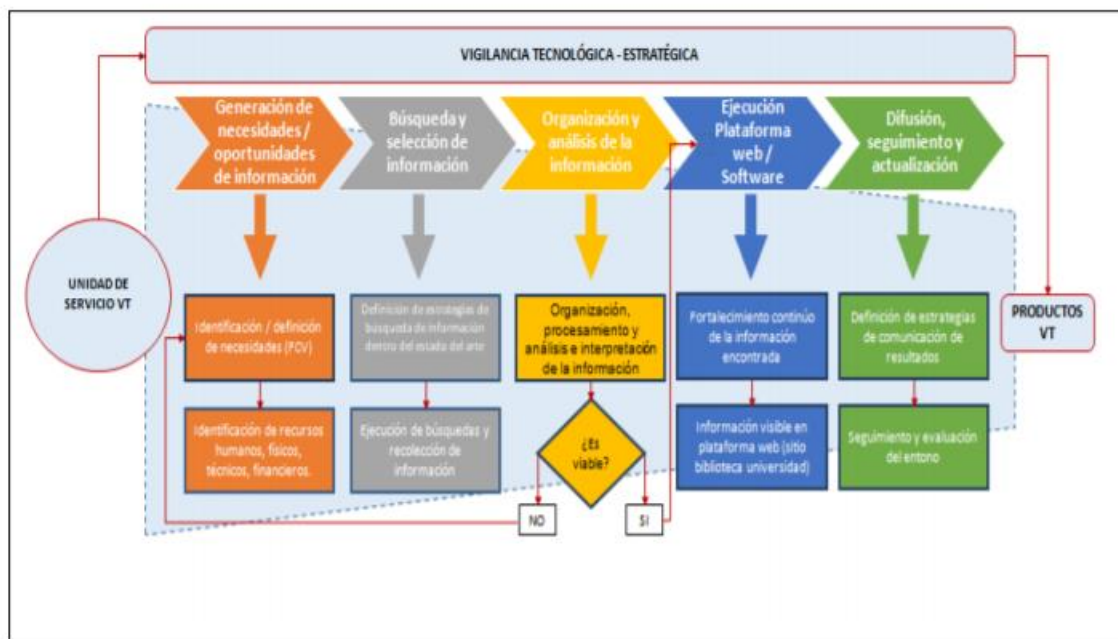 VIGILANCIA TECNOLÓGICA - ESTRATÉGICA
Generación de
necesidades /
oportunidades
de información
Búsqueda y
selección de
información
Organización y
análisis de la
información
Ejecución
Plataforma
web /
Software
Difusión,
seguimiento y
actualización
UNIDAD DE
SERVICIO VT
Identificación / definición
de necesidades (FCV)
Definición de estrategias de
búsqueda de información
dentro del estado del arte
Organización,
procesamiento y
análisis e interpretación
de la información
Fortalecimiento continúo
de la información
encontrada
Definición de estrategias
de comunicación de
resultados
PRODUCTOS
VT
Identificación de recursos
humanos, físicos,
técnicos, financieros.
Ejecución de búsquedas y
recolección de
información
¿Es
viable?
Información visible en
plataforma web (sitio
biblioteca universidad)
Seguimiento y evaluación
del entono
NO
SI